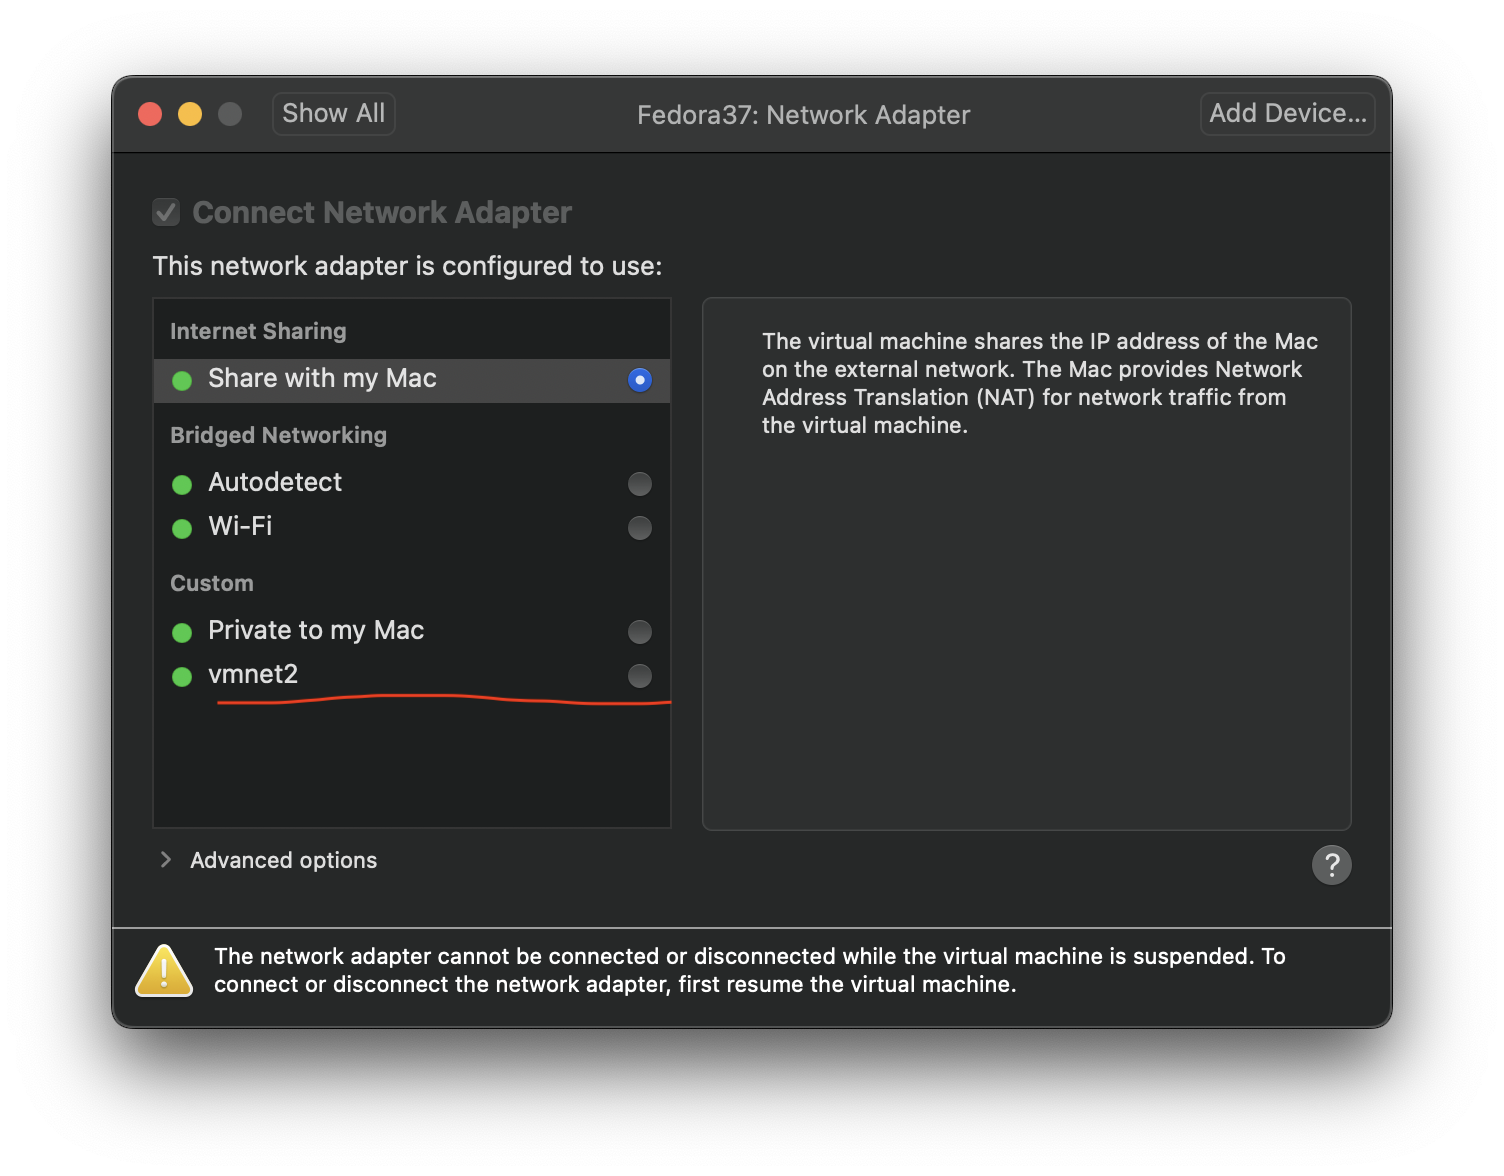 Show All
Fedora37: Network Adapter
Add Device...
Connect Network Adapter
This network adapter is configured to use:
Internet Sharing
Share with my Mac
Bridged Networking
Autodetect
Wi-Fi
Custom
Private to my Mac
vmnet2
The virtual machine shares the IP address of the Mac
on the external network. The Mac provides Network
Address Translation (NAT) for network traffic from
the virtual machine.
Advanced options
?
The network adapter cannot be connected or disconnected while the virtual machine is suspended. To
connect or disconnect the network adapter, first resume the virtual machine.